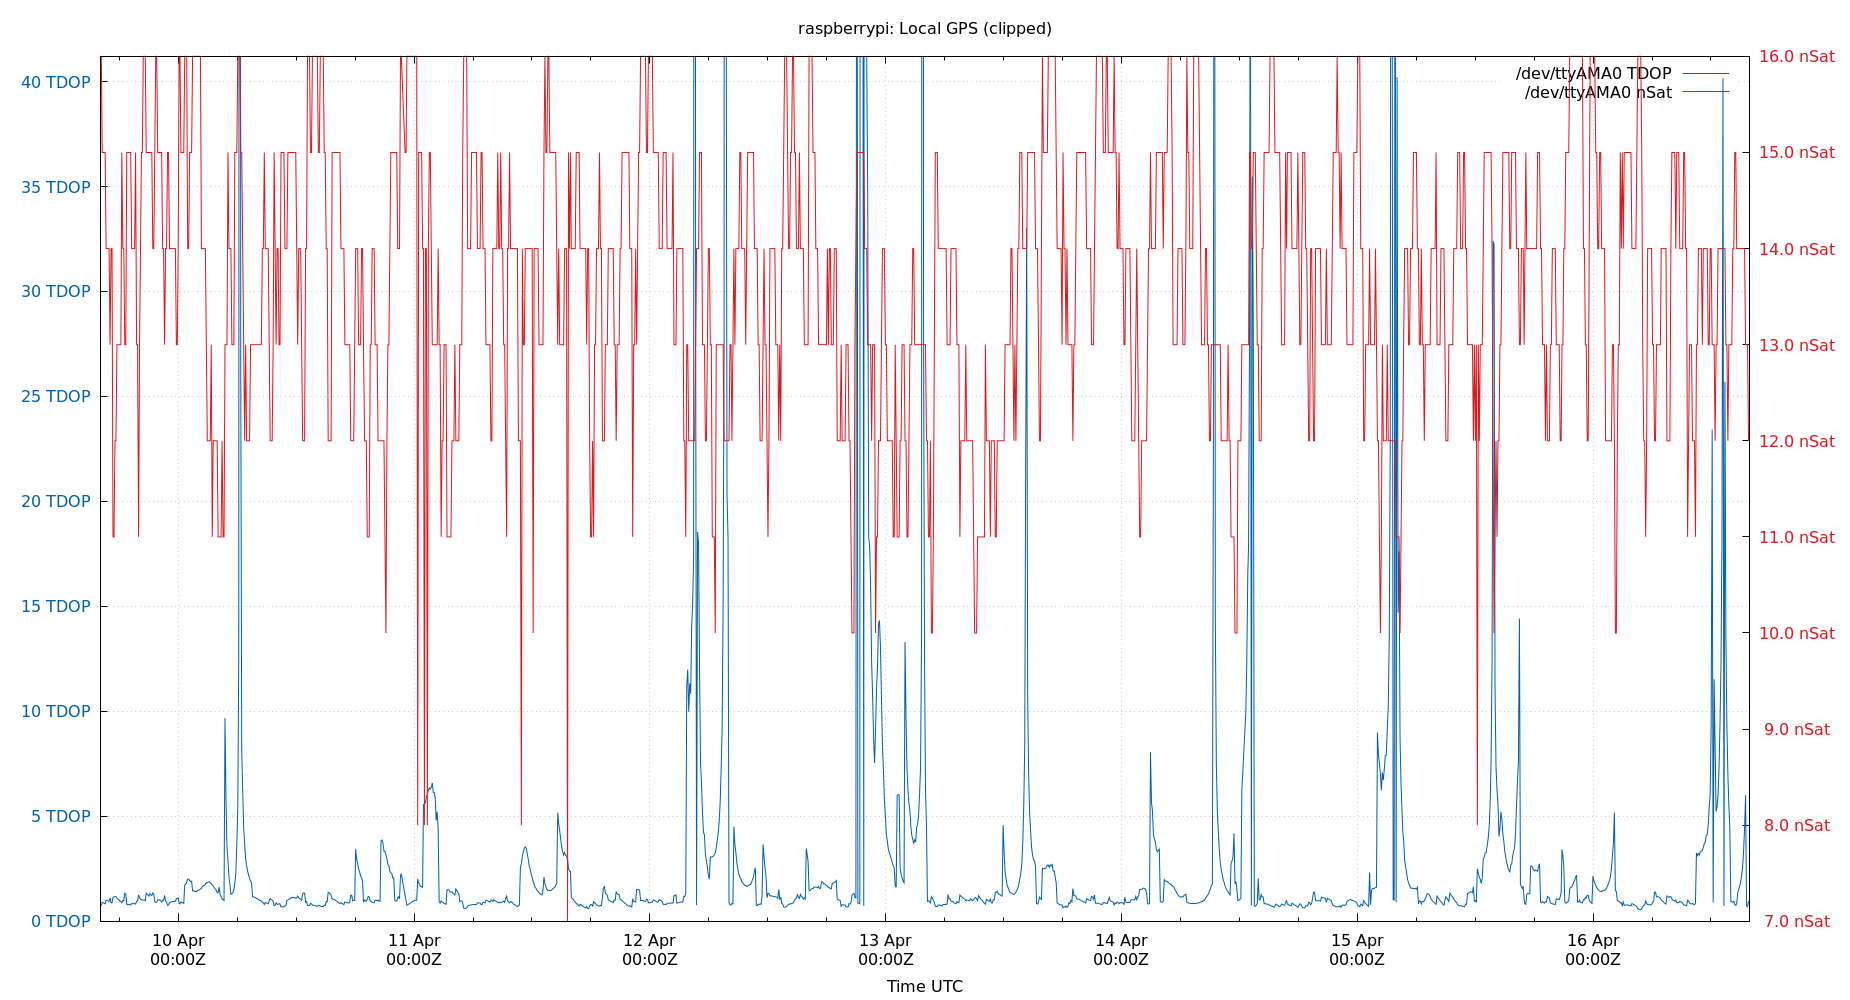 raspberrypi: Local GPS (clipped)
/dev/ttyAMA0 TDOP
/dev/ttyAMA0 nSat
40 TDOP
35 TDOP
30 TDOP
25 TDOP
20 TDOP
15 TDOP
10 TDOP
5 TDOP
0 TDOP
16.0 nSat
15.0 nSat
14.0 nSat
13.0 nSat
12.0 nSat
11.0 nSat
10.0 nSat
9.0 nSat
8.0 nSat
7.0 nSat
10 Apr
00:00Z
11 Apr
00:00Z
12 Apr
00:00Z
13 Apr
00:00Z
14 Apr
00:00Z
15 Apr
00:00Z
16 Apr
00:00Z
Time UTC